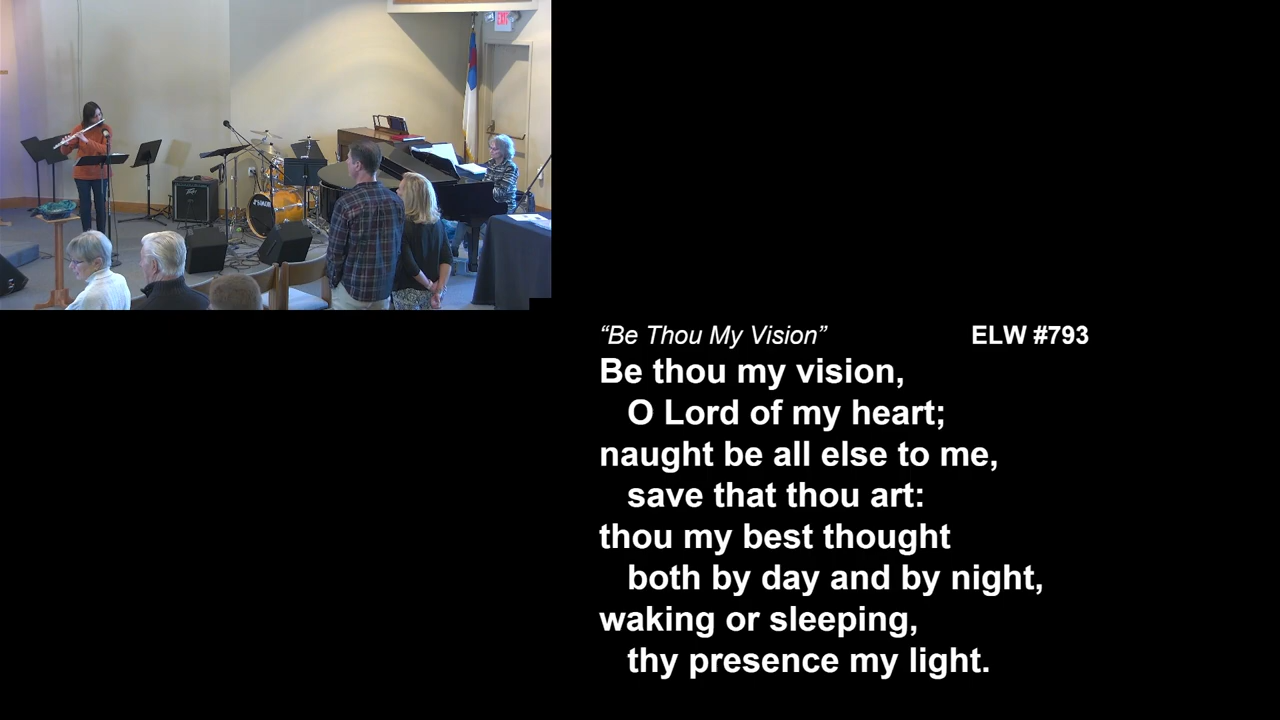 EXIT
PEAVEY
“Be Thou My Vision” ELW #793
Be thou my vision,
O Lord of my heart;
naught be all else to me,
save that thou art:
thou my best thought
both by day and by night,
waking or sleeping,
thy presence my light.